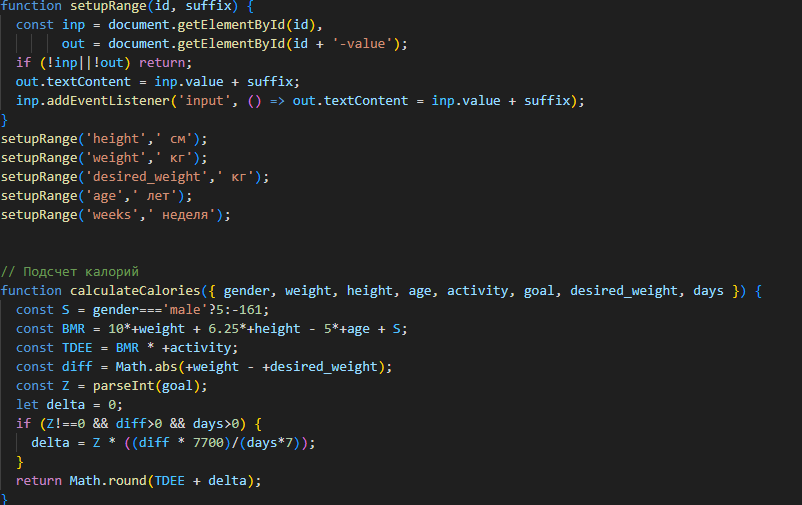 function setupRange(id, suffix) {
  const inp = document.getElementById(id),
        out = document.getElementById(id + '-value');
  if (!inp||!out) return;
  out.textContent = inp.value + suffix;
  inp.addEventListener('input', () => out.textContent = inp.value + suffix);
}
setupRange('height',' см');
setupRange('weight',' кг');
setupRange('desired_weight',' кг');
setupRange('age',' лет');
setupRange('weeks',' неделя');
// Подсчет калорий
function calculateCalories({ gender, weight, height, age, activity, goal, desired_weight, days }) {
  const S = gender==='male'?5:-161;
  const BMR = 10*+weight + 6.25*+height - 5*+age + S;
  const TDEE = BMR * +activity;
  const diff = Math.abs(+weight - +desired_weight);
  const Z = parseInt(goal);
  let delta = 0;
  if (Z!==0 && diff>0 && days>0) {
    delta = Z * ((diff * 7700)/(days*7));
  }
  return Math.round(TDEE + delta);
}